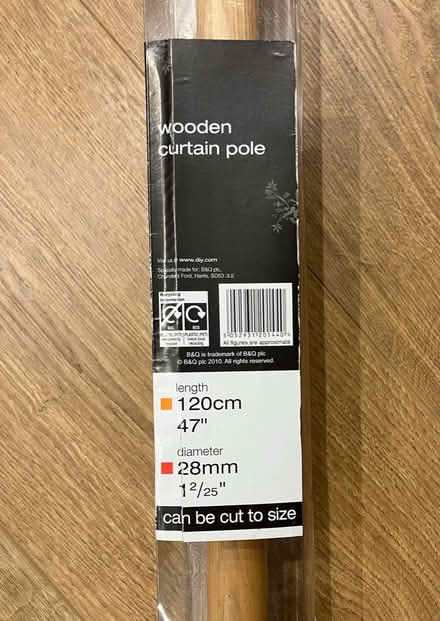 wooden
curtain pole
Visit us @ www.diy.com
Specially made for: B&Q plc,
Chandlers Ford, Hants, SO53 3LE
All figures are approximate
B&Q is trademark of B&Q plc
© B&Q plc 2010. All rights reserved.
length
120cm
47"
diameter
28mm
1²/₂₅"
can be cut to size